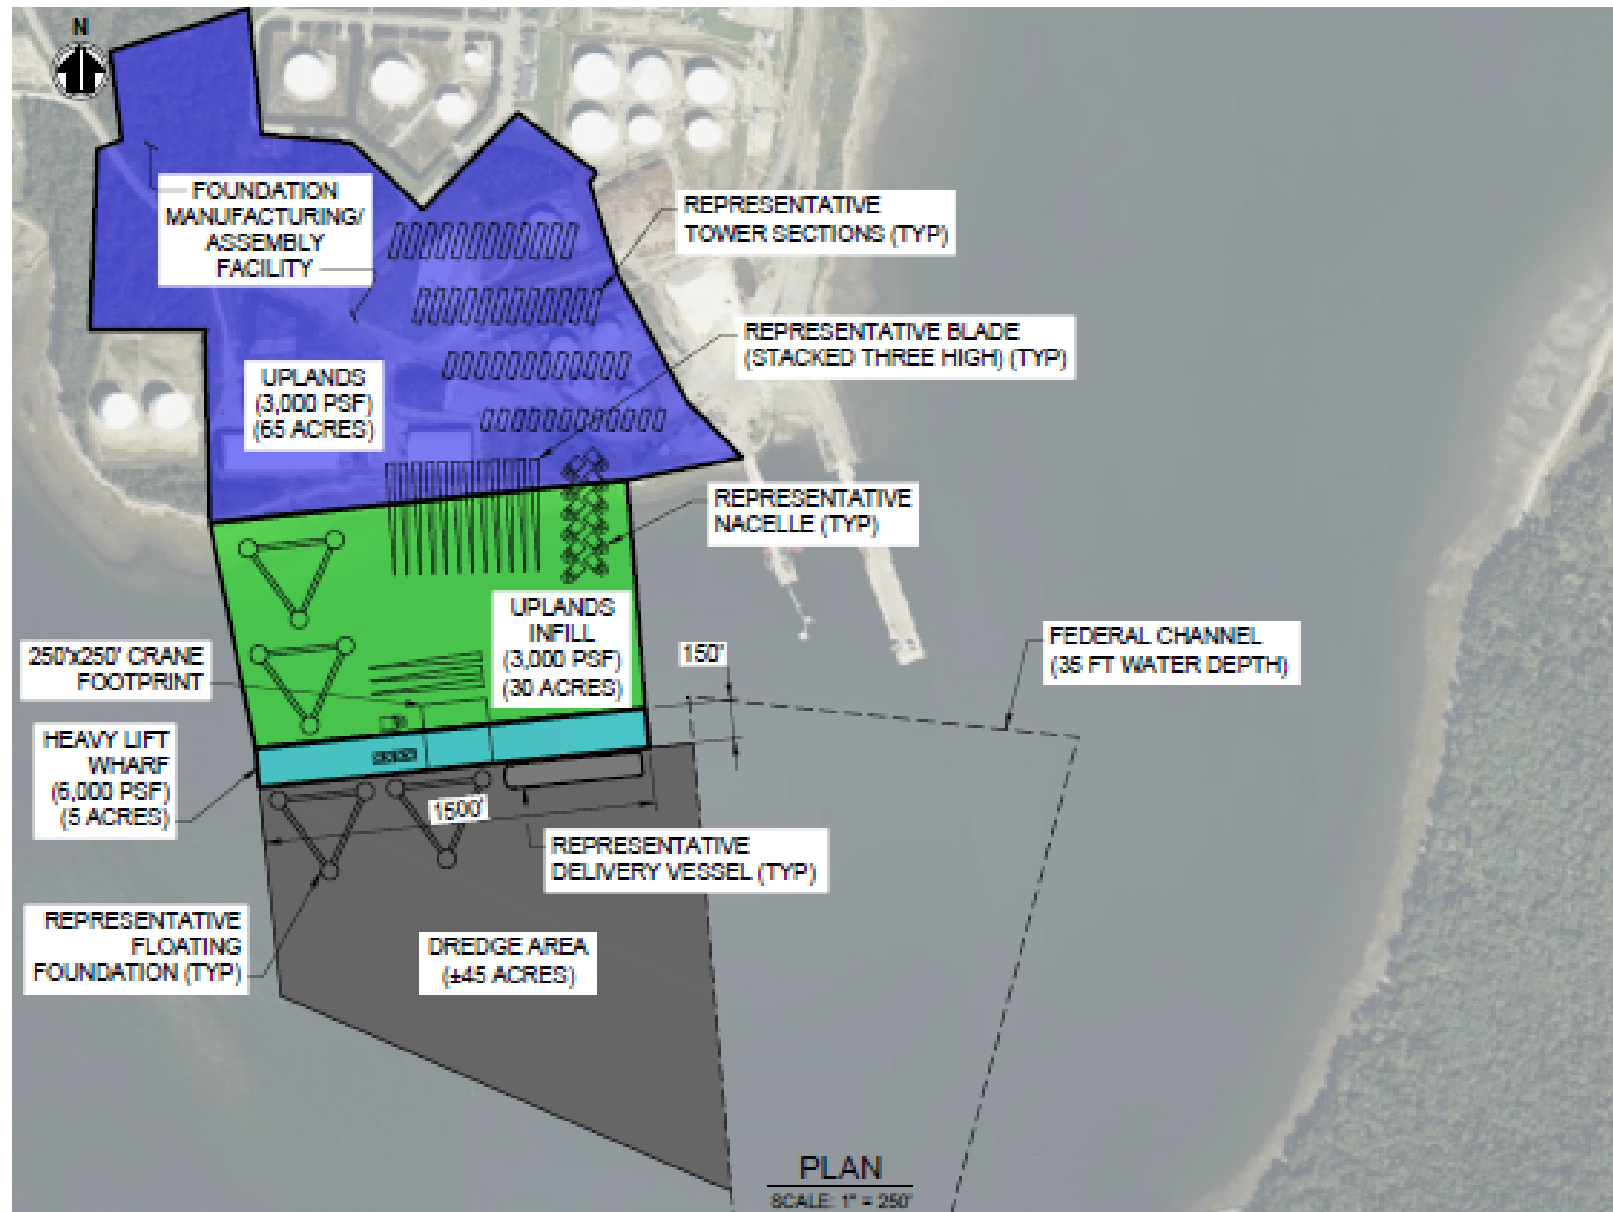 N
FOUNDATION
MANUFACTURING/
ASSEMBLY
FACILITY
REPRESENTATIVE
TOWER SECTIONS (TYP)
REPRESENTATIVE BLADE
(STACKED THREE HIGH) (TYP)
UPLANDS
(3,000 PSF)
(65 ACRES)
REPRESENTATIVE
NACELLE (TYP)
UPLANDS
INFILL
(3,000 PSF)
(30 ACRES)
250'x250' CRANE
FOOTPRINT
150'
FEDERAL CHANNEL
(35 FT WATER DEPTH)
HEAVY LIFT
WHARF
(6,000 PSF)
(5 ACRES)
1500'
REPRESENTATIVE
DELIVERY VESSEL (TYP)
REPRESENTATIVE
FLOATING
FOUNDATION (TYP)
DREDGE AREA
(±45 ACRES)
PLAN
SCALE: 1" = 250'